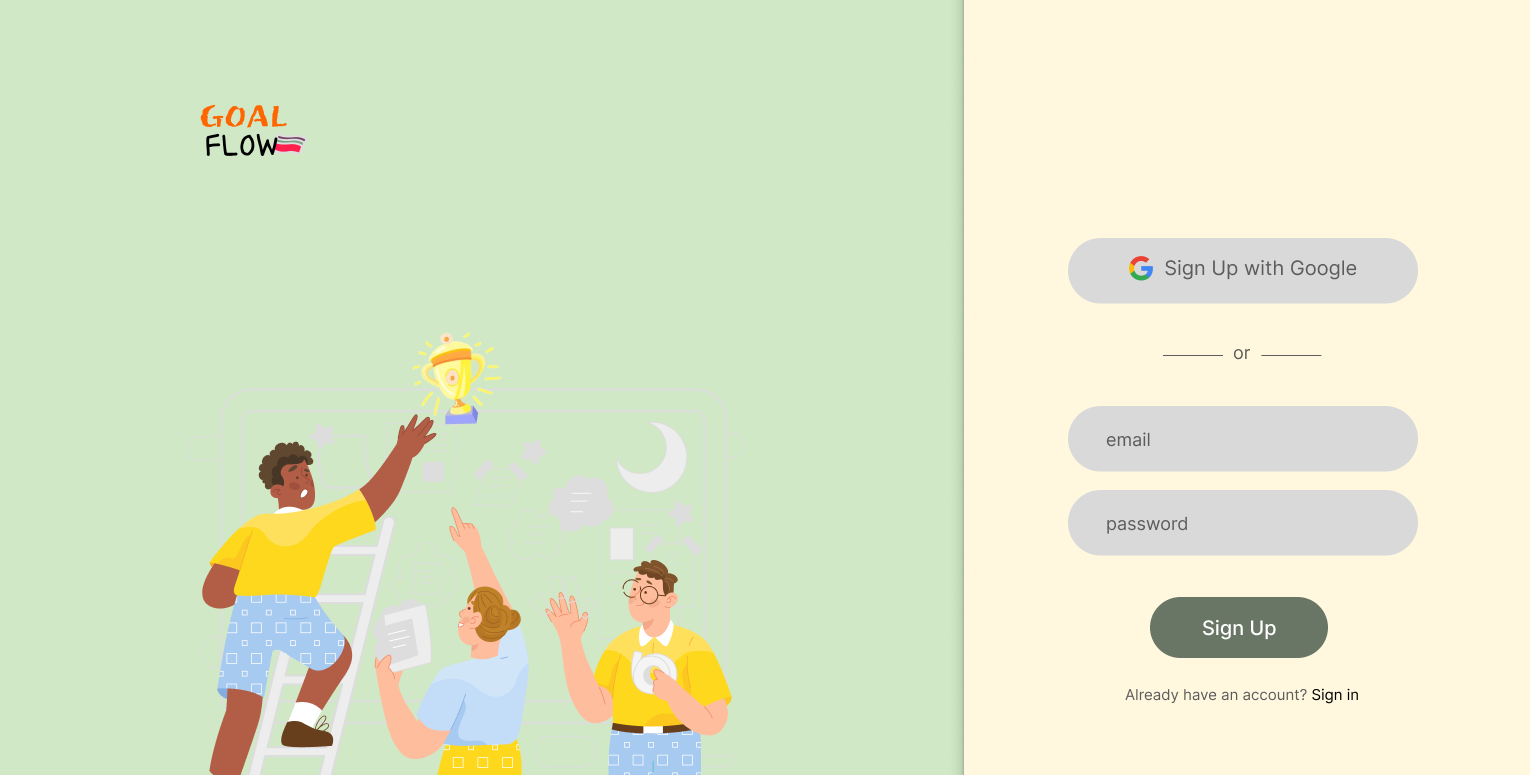 GOAL
FLOW
Sign Up with Google
or
email
password
Sign Up
Already have an account? Sign in